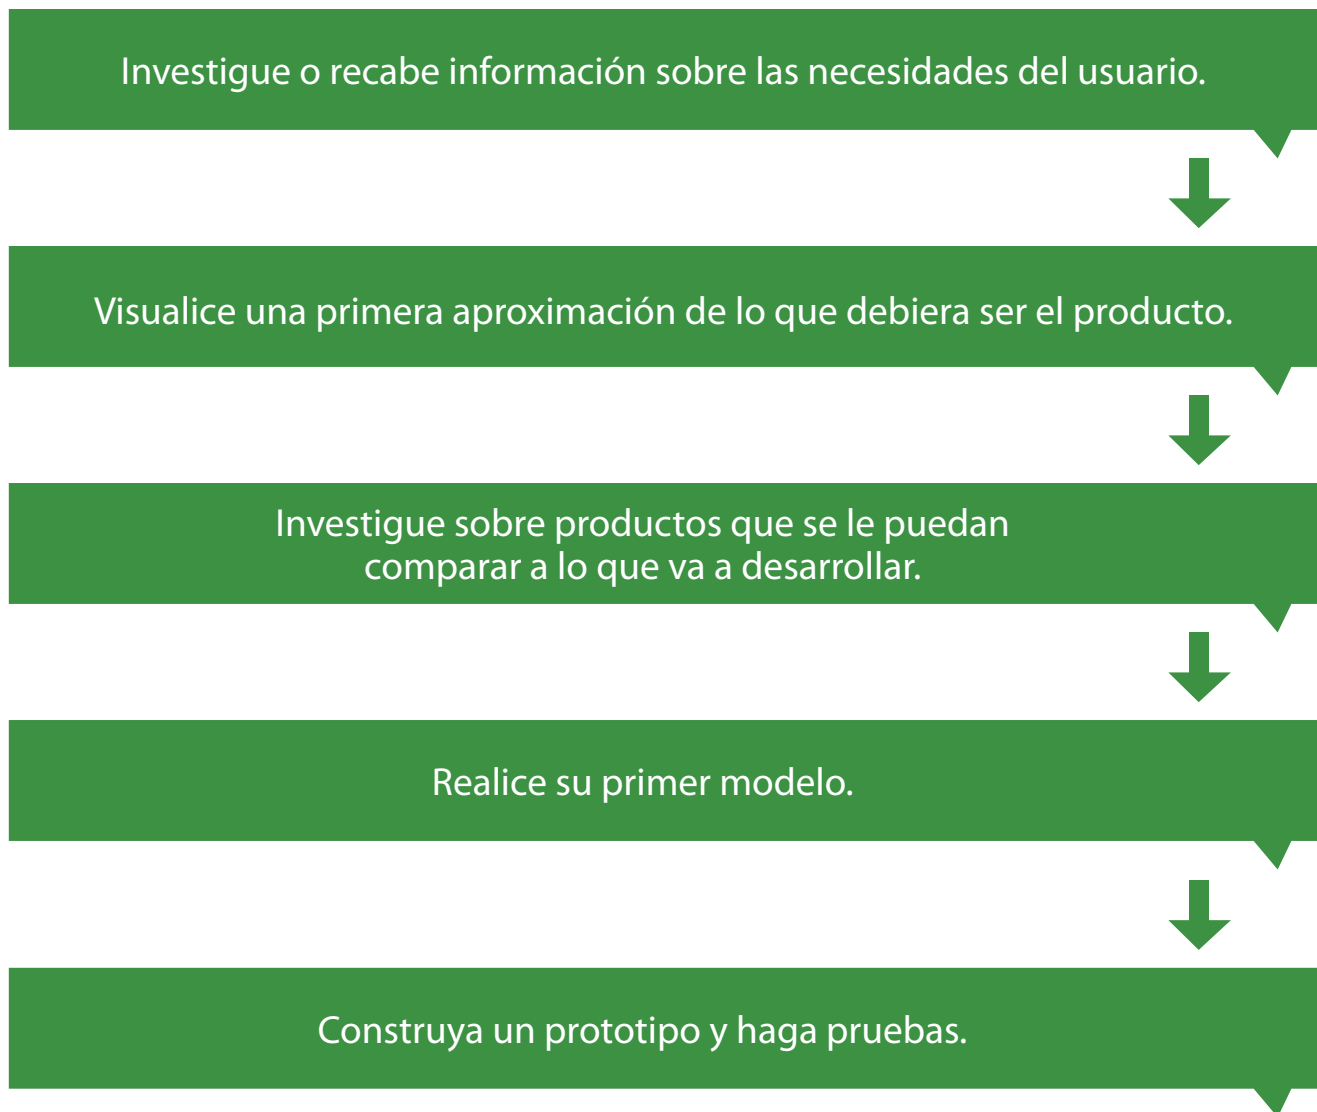 Investigue o recabe información sobre las necesidades del usuario.
Visualice una primera aproximación de lo que debiera ser el producto.
Investigue sobre productos que se le puedan
comparar a lo que va a desarrollar.
Realice su primer modelo.
Construya un prototipo y haga pruebas.